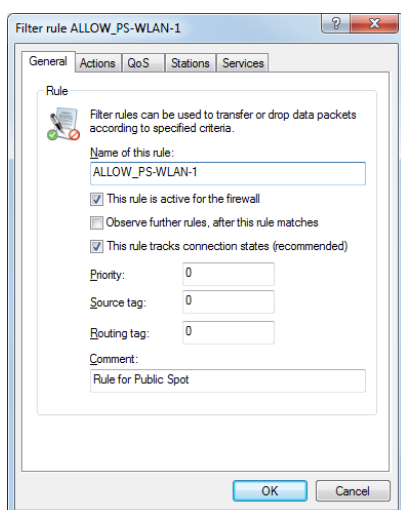 Filter rule ALLOW_PS-WLAN-1
General Actions QoS Stations Services
Rule
Filter rules can be used to transfer or drop data packets
according to specified criteria.
Name of this rule:
ALLOW_PS-WLAN-1
This rule is active for the firewall
Observe further rules, after this rule matches
This rule tracks connection states (recommended)
Priority: 0
Source tag: 0
Routing tag: 0
Comment:
Rule for Public Spot
OK Cancel